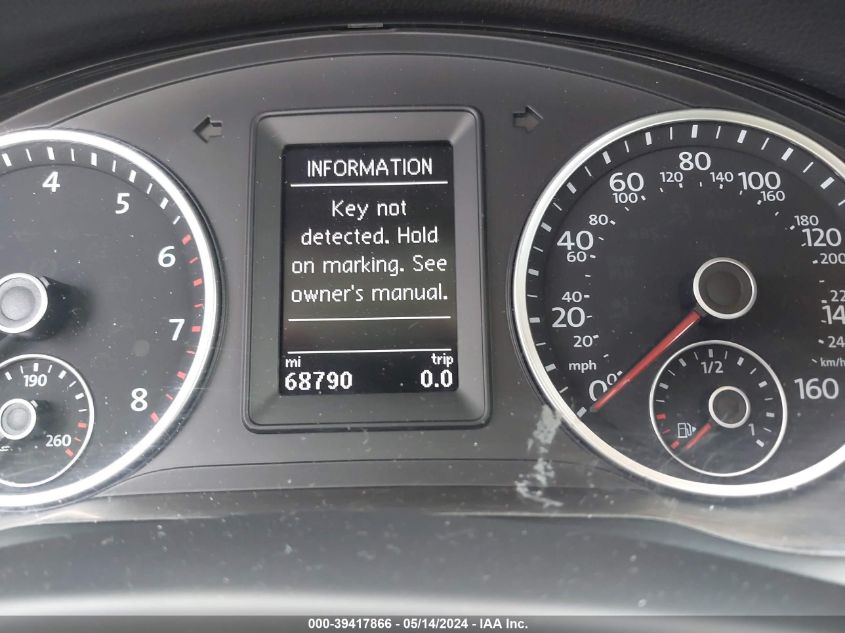 INFORMATION
Key not
detected. Hold
on marking. See
owner's manual.
mi trip
68790 0.0
4
5
6
7
8
190
260
80
60 120 140 100
100 160
80 180
40 120
60 200
40
20 14
20 24
mph km/h
0 160
1/2
1
000-39417866 - 05/14/2024 - IAA Inc.